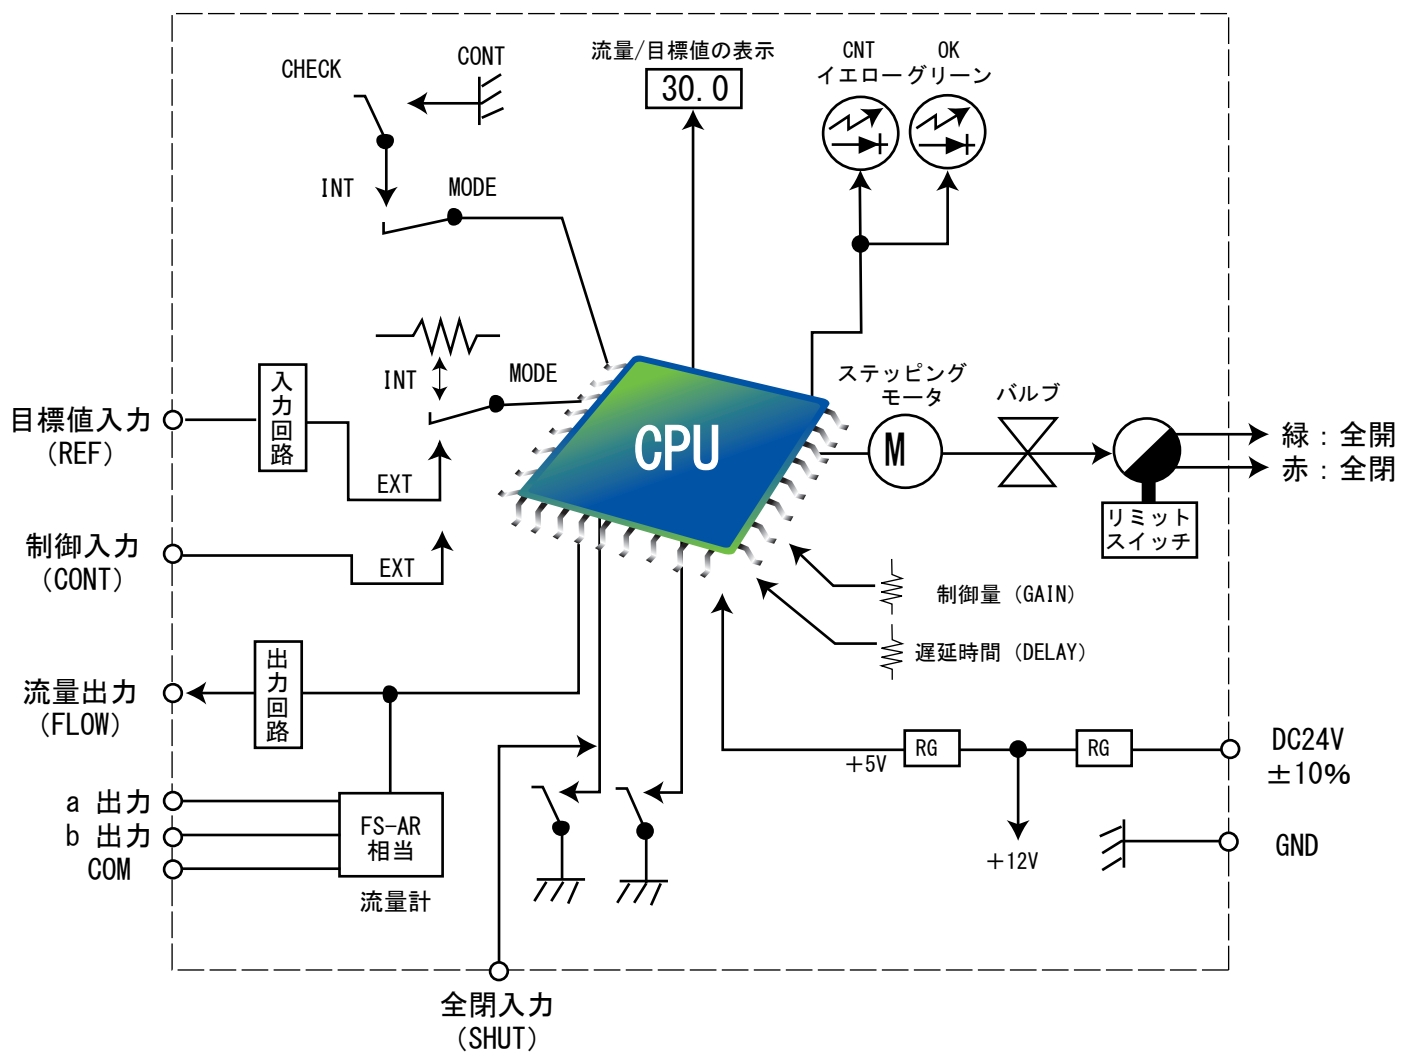 流量/目標値の表示
30.0
CNT
イエロー
OK
グリーン
CHECK
CONT
INT
MODE
INT
MODE
目標値入力
(REF)
入力回路
EXT
制御入力
(CONT)
EXT
CPU
ステッピング
モータ
M
バルブ
緑：全開
赤：全閉
リミット
スイッチ
制御量 (GAIN)
遅延時間 (DELAY)
流量出力
(FLOW)
出力回路
a 出力
b 出力
COM
FS-AR
相当
流量計
+5V
RG
RG
+12V
DC24V
±10%
GND
全閉入力
(SHUT)